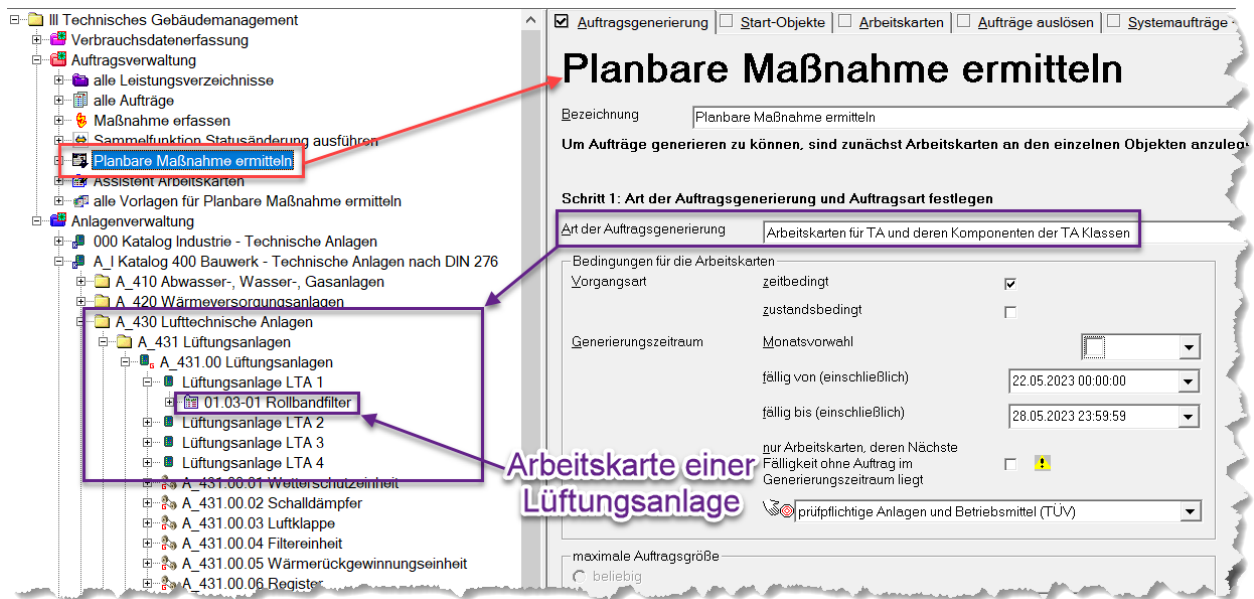 III Technisches Gebäudemanagement
Verbrauchsdatenerfassung
Auftragsverwaltung
alle Leistungsverzeichnisse
alle Aufträge
Maßnahme erfassen
Sammelfunktion Statusänderung ausführen
Planbare Maßnahme ermitteln
Assistent Arbeitskarten
alle Vorlagen für Planbare Maßnahme ermitteln
Anlagenverwaltung
000 Katalog Industrie - Technische Anlagen
A_I Katalog 400 Bauwerk - Technische Anlagen nach DIN 276
A_410 Abwasser-, Wasser-, Gasanlagen
A_420 Wärmeversorgungsanlagen
A_430 Lufttechnische Anlagen
A_431 Lüftungsanlagen
A_431.00 Lüftungsanlagen
Lüftungsanlage LTA 1
01.03-01 Rollbandfilter
Lüftungsanlage LTA 2
Lüftungsanlage LTA 3
Lüftungsanlage LTA 4
A_431.00.01 Wetterschutzeinheit
A_431.00.02 Schalldämpfer
A_431.00.03 Luftklappe
A_431.00.04 Filtereinheit
A_431.00.05 Wärmerückgewinnungseinheit
A_431.00.06 Register
Arbeitskarte einer
Lüftungsanlage
Auftragsgenerierung Start-Objekte Arbeitskarten Aufträge auslösen Systemaufträge
Planbare Maßnahme ermitteln
Bezeichnung Planbare Maßnahme ermitteln
Um Aufträge generieren zu können, sind zunächst Arbeitskarten an den einzelnen Objekten anzuleg
Schritt 1: Art der Auftragsgenerierung und Auftragsart festlegen
Art der Auftragsgenerierung Arbeitskarten für TA und deren Komponenten der TA Klassen
Bedingungen für die Arbeitskarten
Vorgangsart zeitbedingt
zustandsbedingt
Generierungszeitraum Monatsvorwahl
fällig von (einschließlich) 22.05.2023 00:00:00
fällig bis (einschließlich) 28.05.2023 23:59:59
nur Arbeitskarten, deren Nächste
Fälligkeit ohne Auftrag im
Generierungszeitraum liegt
prüfpflichtige Anlagen und Betriebsmittel (TÜV)
maximale Auftragsgröße
beliebig